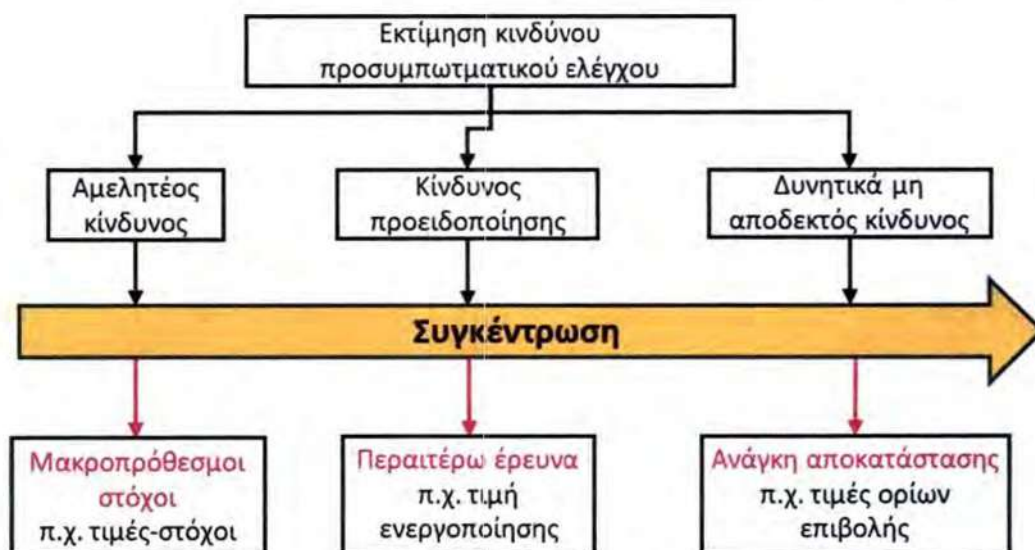 Εκτίμηση κινδύνου
προσυμπωτματικού ελέγχου
Αμελητέος
κίνδυνος
Κίνδυνος
προειδοποίησης
Δυνητικά μη
αποδεκτός κίνδυνος
Συγκέντρωση
Μακροπρόθεσμοι
στόχοι
π.χ. τιμές-στόχοι
Περαιτέρω έρευνα
π.χ. τιμή
ενεργοποίησης
Ανάγκη αποκατάστασης
π.χ. τιμές ορίων
επιβολής